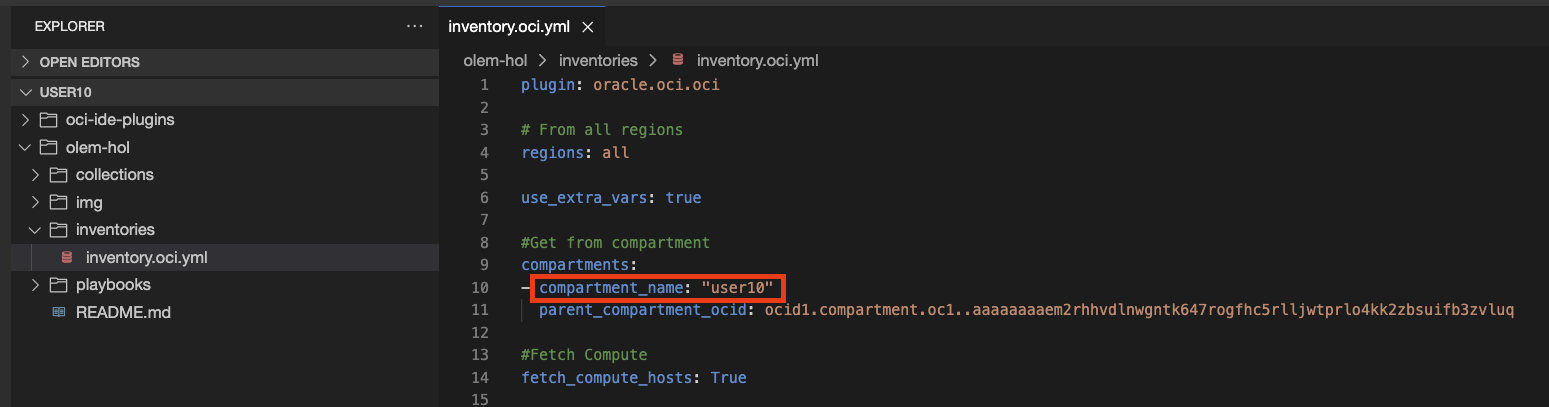 EXPLORER
OPEN EDITORS
USER10
oci-ide-plugins
olem-hol
collections
img
inventories
inventory.oci.yml
playbooks
README.md
inventory.oci.yml
olem-hol > inventories > inventory.oci.yml
1 plugin: oracle.oci.oci
2
3 # From all regions
4 regions: all
5
6 use_extra_vars: true
7
8 #Get from compartment
9 compartments:
10 - compartment_name: "user10"
11 parent_compartment_ocid: ocid1.compartment.oc1..aaaaaaaaem2rhhvdlnwgntk647rogfhc5rlljwtprlo4kk2zbsuifb3zvluq
12
13 #Fetch Compute
14 fetch_compute_hosts: True
15